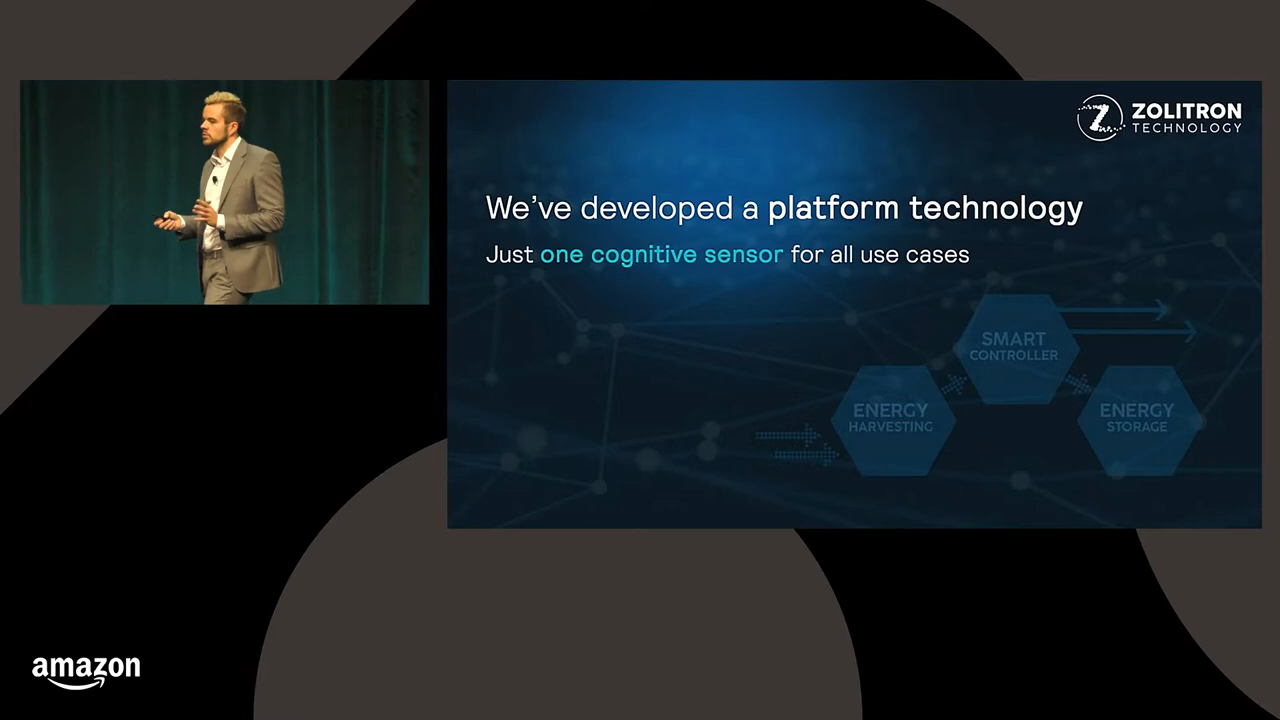 ZOLITRON
TECHNOLOGY
We've developed a platform technology
Just one cognitive sensor for all use cases
SMART
CONTROLLER
ENERGY
HARVESTING
ENERGY
STORAGE
amazon